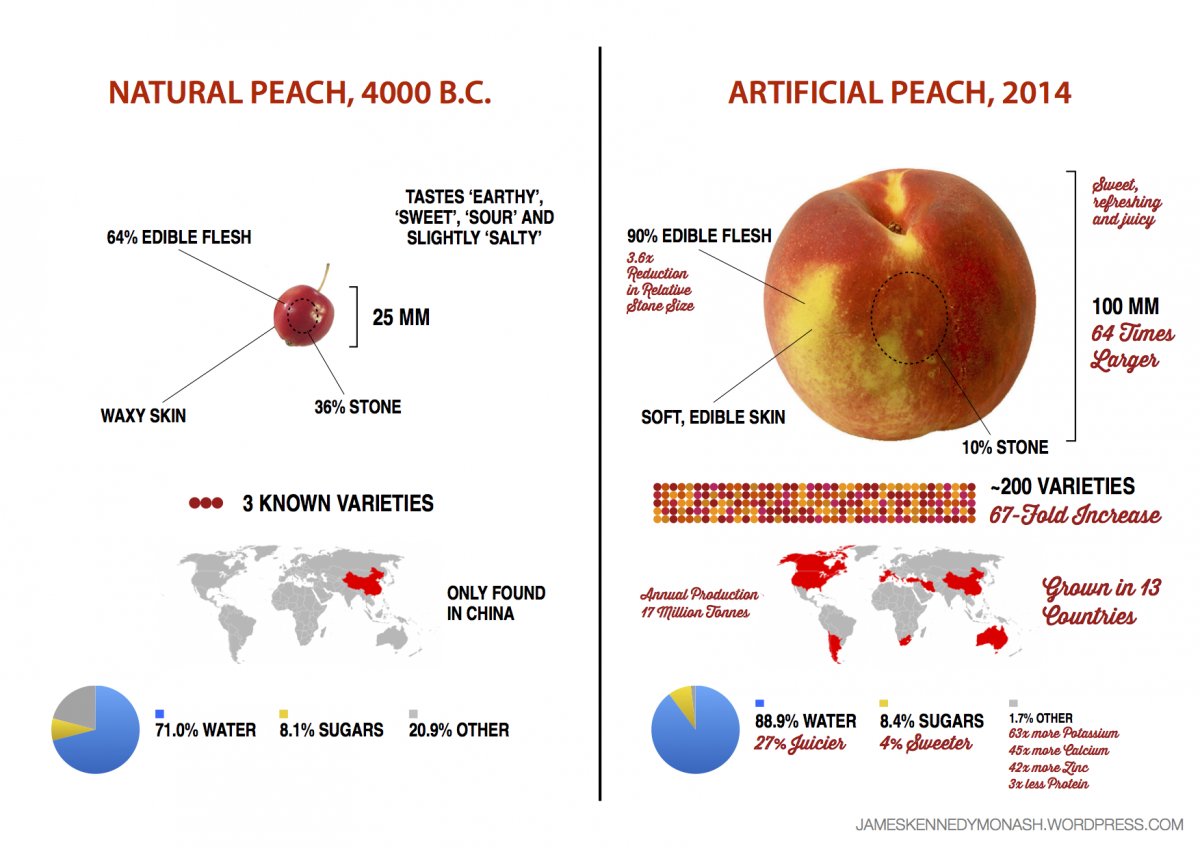 NATURAL PEACH, 4000 B.C.
TASTES ‘EARTHY’,
‘SWEET’, ‘SOUR’ AND
SLIGHTLY ‘SALTY’
64% EDIBLE FLESH
25 MM
WAXY SKIN
36% STONE
3 KNOWN VARIETIES
ONLY FOUND
IN CHINA
71.0% WATER
8.1% SUGARS
20.9% OTHER
ARTIFICIAL PEACH, 2014
Sweet,
refreshing
and juicy
90% EDIBLE FLESH
3.6x
Reduction
in Relative
Stone Size
100 MM
64 Times
Larger
SOFT, EDIBLE SKIN
10% STONE
~200 VARIETIES
67-Fold Increase
Annual Production
17 Million Tonnes
Grown in 13
Countries
88.9% WATER
27% Juicier
8.4% SUGARS
4% Sweeter
1.7% OTHER
63x more Potassium
45x more Calcium
42x more Zinc
3x less Protein
JAMESKENNEDYMONASH.WORDPRESS.COM